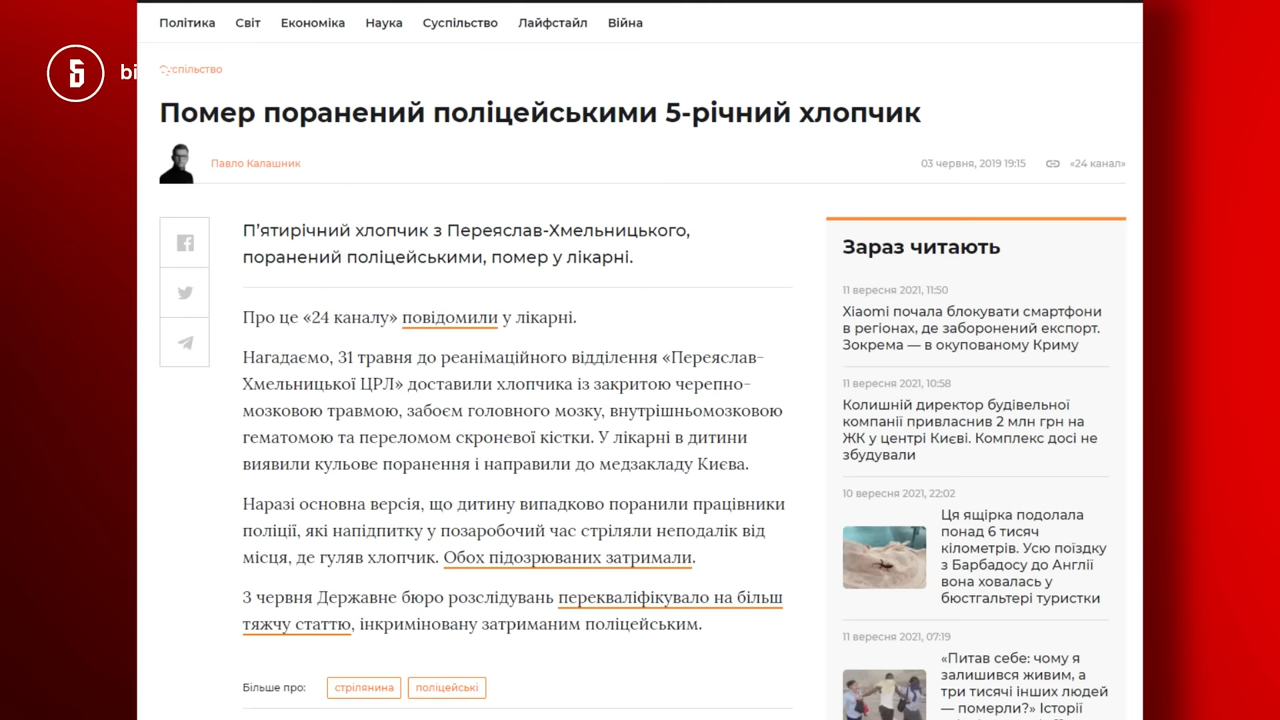 Політика Світ Економіка Наука Суспільство Лайфстайл Війна
Б bi
Суспільство
Помер поранений поліцейськими 5-річний хлопчик
Павло Калашник
03 червня, 2019 19:15 «24 канал»
П'ятирічний хлопчик з Переяслав-Хмельницького,
поранений поліцейськими, помер у лікарні.
Про це «24 каналу» повідомили у лікарні.
Нагадаємо, 31 травня до реанімаційного відділення «Переяслав-
Хмельницької ЦРЛ» доставили хлопчика із закритою черепно-
мозковою травмою, забоєм головного мозку, внутрішньомозковою
гематомою та переломом скроневої кістки. У лікарні в дитини
виявили кульове поранення і направили до медзакладу Києва.
Наразі основна версія, що дитину випадково поранили працівники
поліції, які напідпитку у позаробочий час стріляли неподалік від
місця, де гуляв хлопчик. Обох підозрюваних затримали.
3 червня Державне бюро розслідувань перекваліфікувало на більш
тяжчу статтю, інкриміновану затриманим поліцейським.
Більше про: стрілянина поліцейські
Зараз читають
11 вересня 2021, 11:50
Xiaomi почала блокувати смартфони
в регіонах, де заборонений експорт.
Зокрема — в окупованому Криму
11 вересня 2021, 10:58
Колишній директор будівельної
компанії привласнив 2 млн грн на
ЖК у центрі Києві. Комплекс досі не
збудували
10 вересня 2021, 22:02
Ця ящірка подолала
понад 6 тисяч
кілометрів. Усю поїздку
з Барбадосу до Англії
вона ховалась у
бюстгальтері туристки
11 вересня 2021, 07:19
«Питав себе: чому я
залишився живим, а
три тисячі інших людей
— померли?» Історії